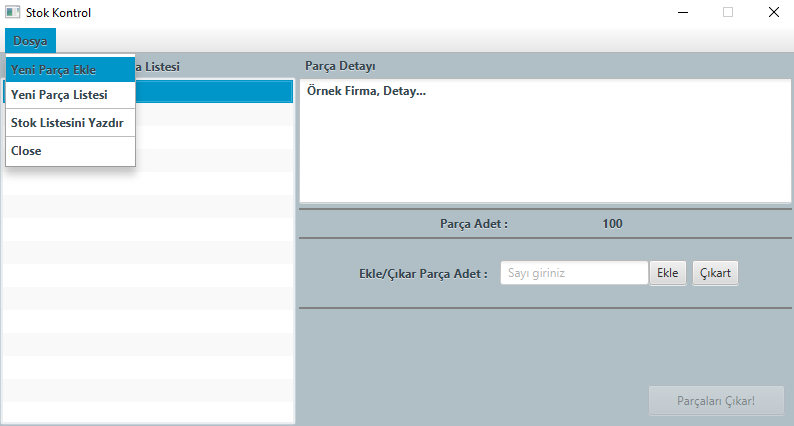 Stok Kontrol
Dosya
Yeni Parça Ekle
Yeni Parça Listesi
Stok Listesini Yazdır
Close
Listesi
Parça Detayı
Örnek Firma, Detay...
Parça Adet : 100
Ekle/Çıkar Parça Adet : Sayı giriniz Ekle Çıkart
Parçaları Çıkar!